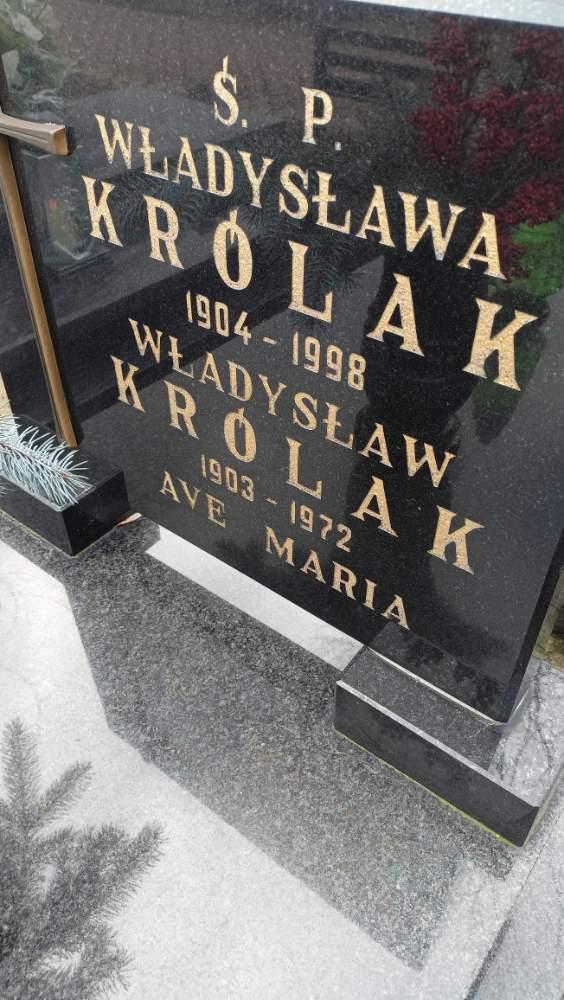 Ś. P.
WŁADYSŁAWA
KRÓLAK
1904 - 1998
WŁADYSŁAW
KRÓLAK
1903 - 1972
AVE MARIA